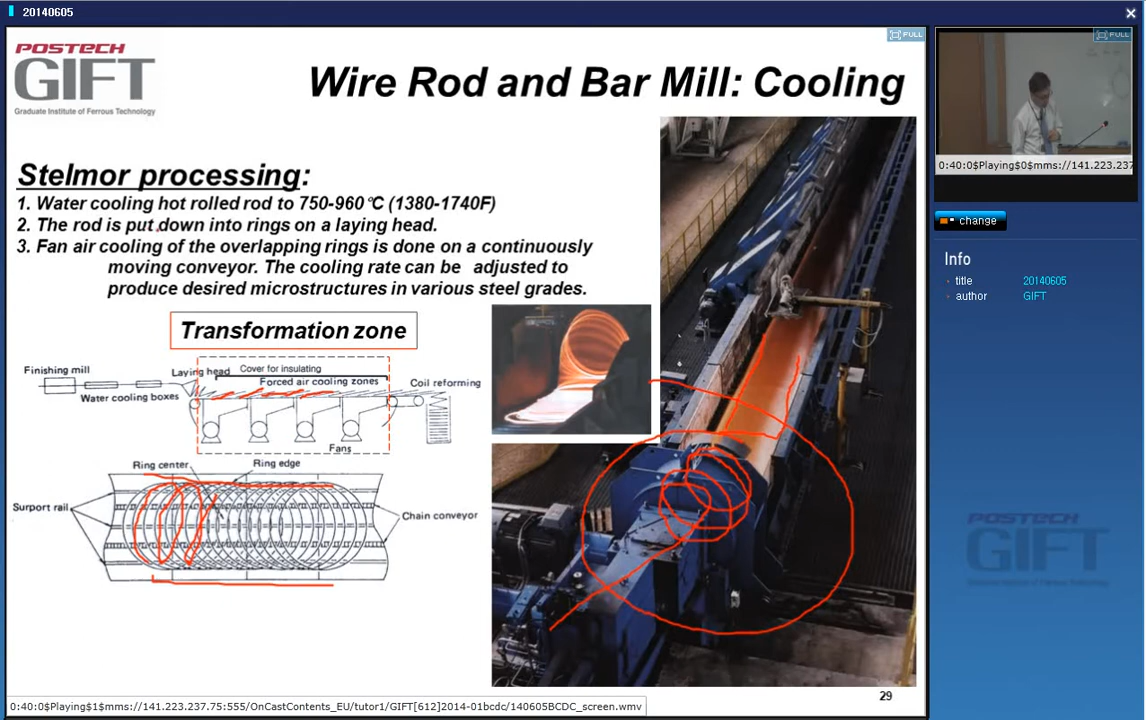 20140605
FULL
POSTECH
GIFT
Graduate Institute of Ferrous Technology
Wire Rod and Bar Mill: Cooling
Stelmor processing:
1. Water cooling hot rolled rod to 750-960°C (1380-1740F)
2. The rod is put down into rings on a laying head.
3. Fan air cooling of the overlapping rings is done on a continuously
moving conveyor. The cooling rate can be adjusted to
produce desired microstructures in various steel grades.
Transformation zone
Finishing mill
Laying head
Cover for insulating
Forced air cooling zones
Coil reforming
Water cooling boxes
Fans
Ring center
Ring edge
Surport rail
Chain conveyor
29
0:40:0$Playing$1$mms://141.223.237.75:555/OnCastContents_EU/tutor1/GIFT[612]2014-01bcdc/140605BCDC_screen.wmv
FULL
0:40:0$Playing$0$mms://141.223.237
change
Info
title 20140605
author GIFT
POSTECH
GIFT